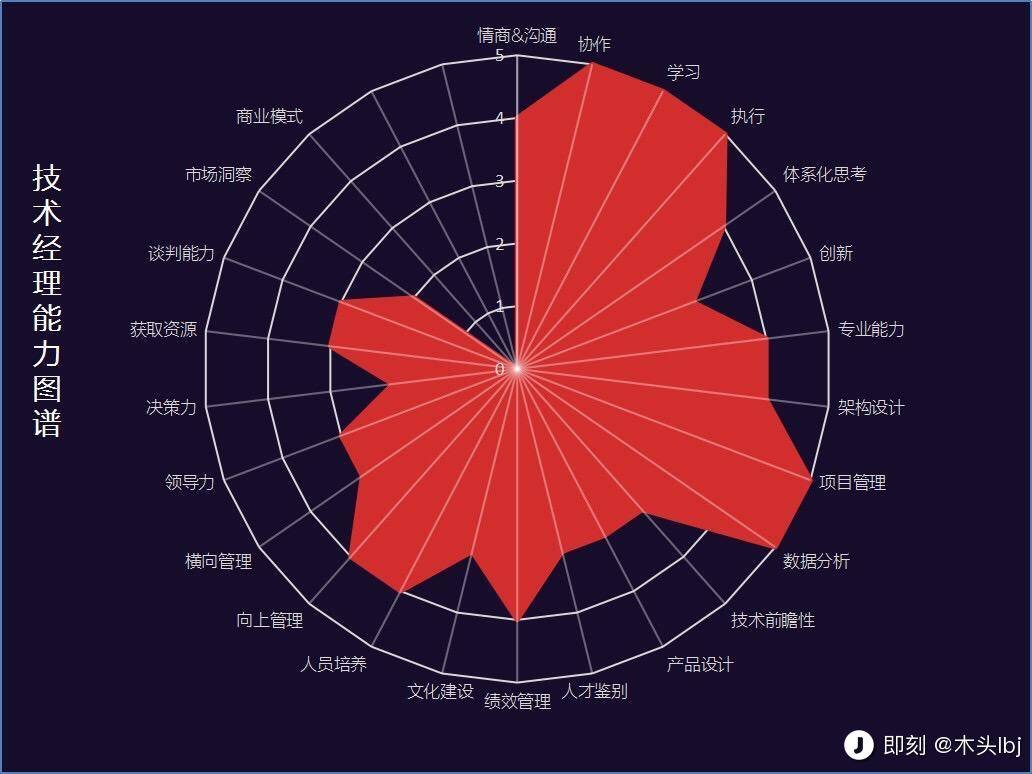 技术经理能力图谱
情商&沟通
协作
学习
执行
体系化思考
创新
专业能力
架构设计
项目管理
数据分析
技术前瞻性
产品设计
人才鉴别
绩效管理
文化建设
人员培养
向上管理
横向管理
领导力
决策力
获取资源
谈判能力
市场洞察
商业模式
5
4
3
2
1
0
即刻 @木头lbj